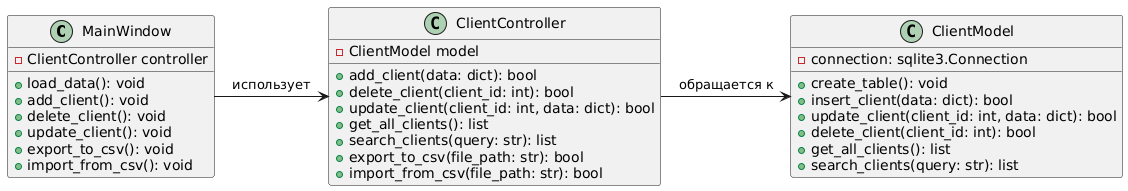 C MainWindow
ClientController controller
load_data(): void
add_client(): void
delete_client(): void
update_client(): void
export_to_csv(): void
import_from_csv(): void
использует
C ClientController
ClientModel model
add_client(data: dict): bool
delete_client(client_id: int): bool
update_client(client_id: int, data: dict): bool
get_all_clients(): list
search_clients(query: str): list
export_to_csv(file_path: str): bool
import_from_csv(file_path: str): bool
обращается к
C ClientModel
connection: sqlite3.Connection
create_table(): void
insert_client(data: dict): bool
update_client(client_id: int, data: dict): bool
delete_client(client_id: int): bool
get_all_clients(): list
search_clients(query: str): list